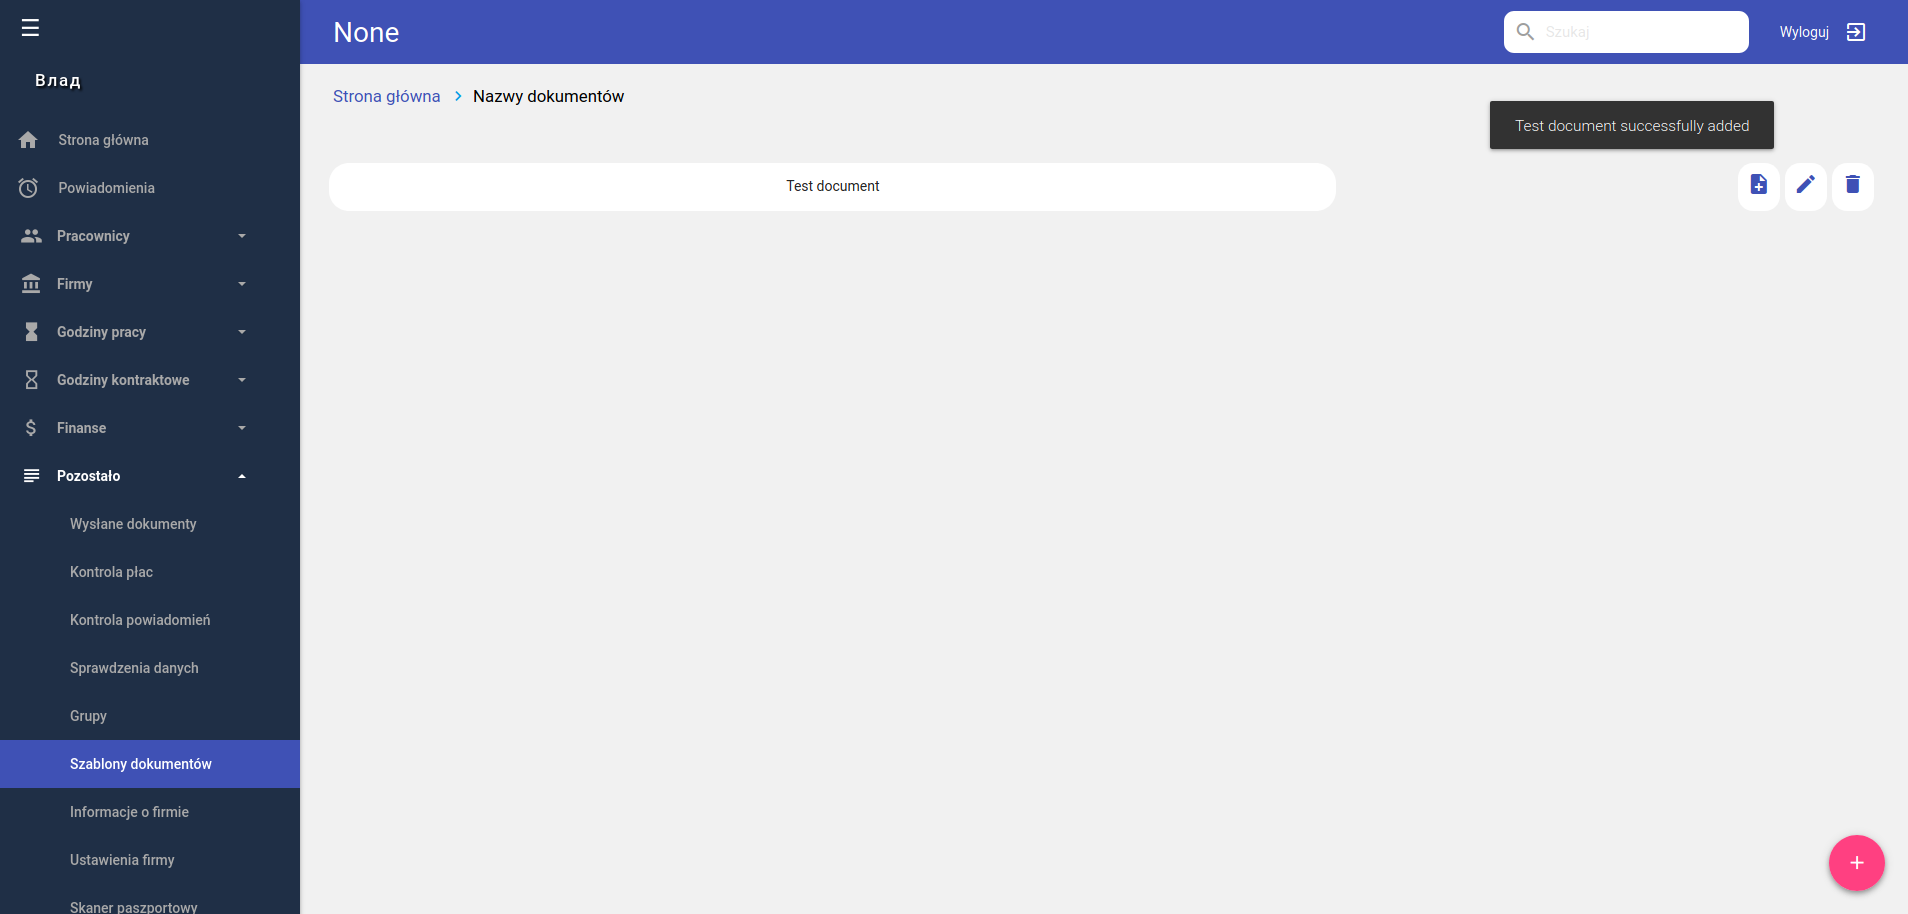 None
Szukaj
Wyloguj
Влад
Strona główna
Powiadomienia
Pracownicy
Firmy
Godziny pracy
Godziny kontraktowe
Finanse
Pozostało
Wysłane dokumenty
Kontrola płac
Kontrola powiadomień
Sprawdzenia danych
Grupy
Szablony dokumentów
Informacje o firmie
Ustawienia firmy
Skaner paszportowy
Strona główna > Nazwy dokumentów
Test document successfully added
Test document